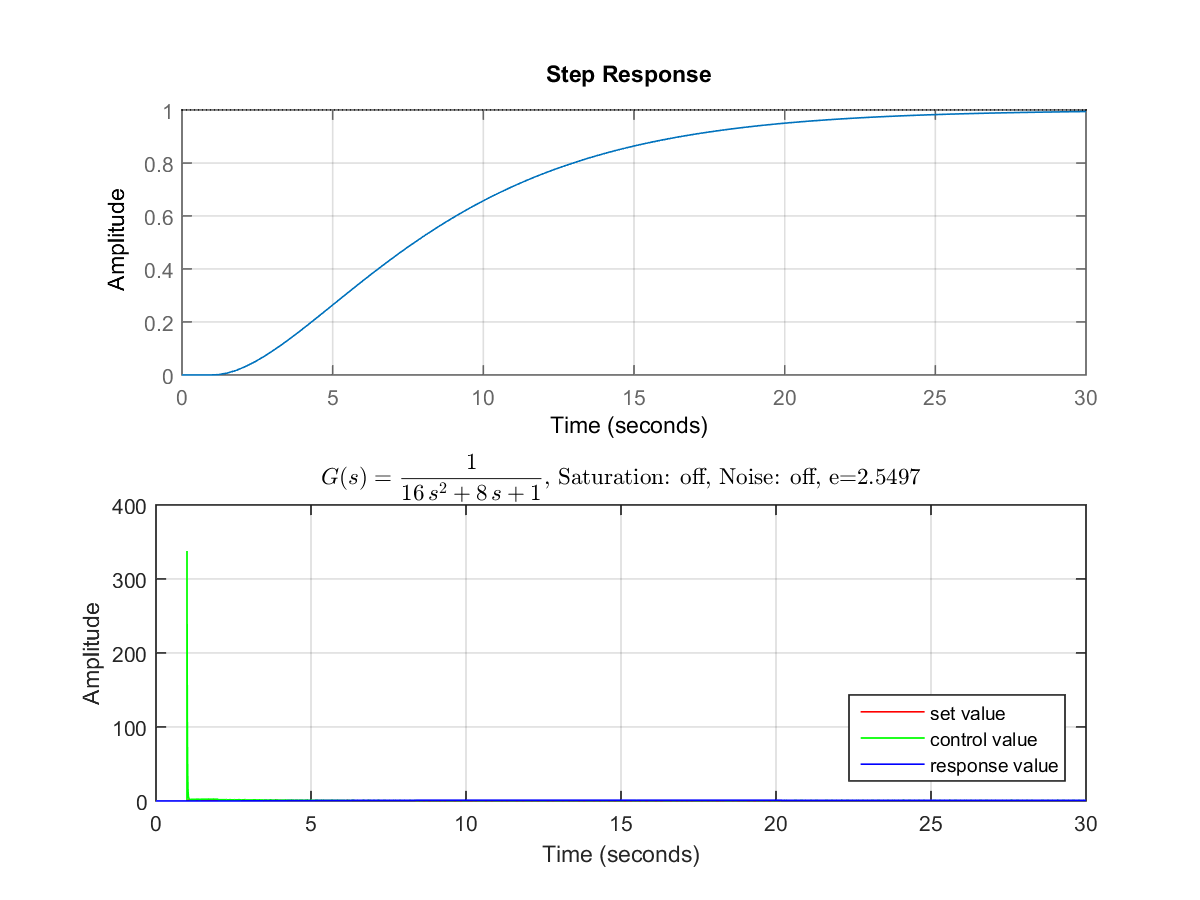 Step Response
Amplitude
1
0.8
0.6
0.4
0.2
0
0 5 10 15 20 25 30
Time (seconds)
G(s) = 1 / (16 s² + 8 s + 1), Saturation: off, Noise: off, e=2.5497
Amplitude
400
300
200
100
0
set value
control value
response value
0 5 10 15 20 25 30
Time (seconds)